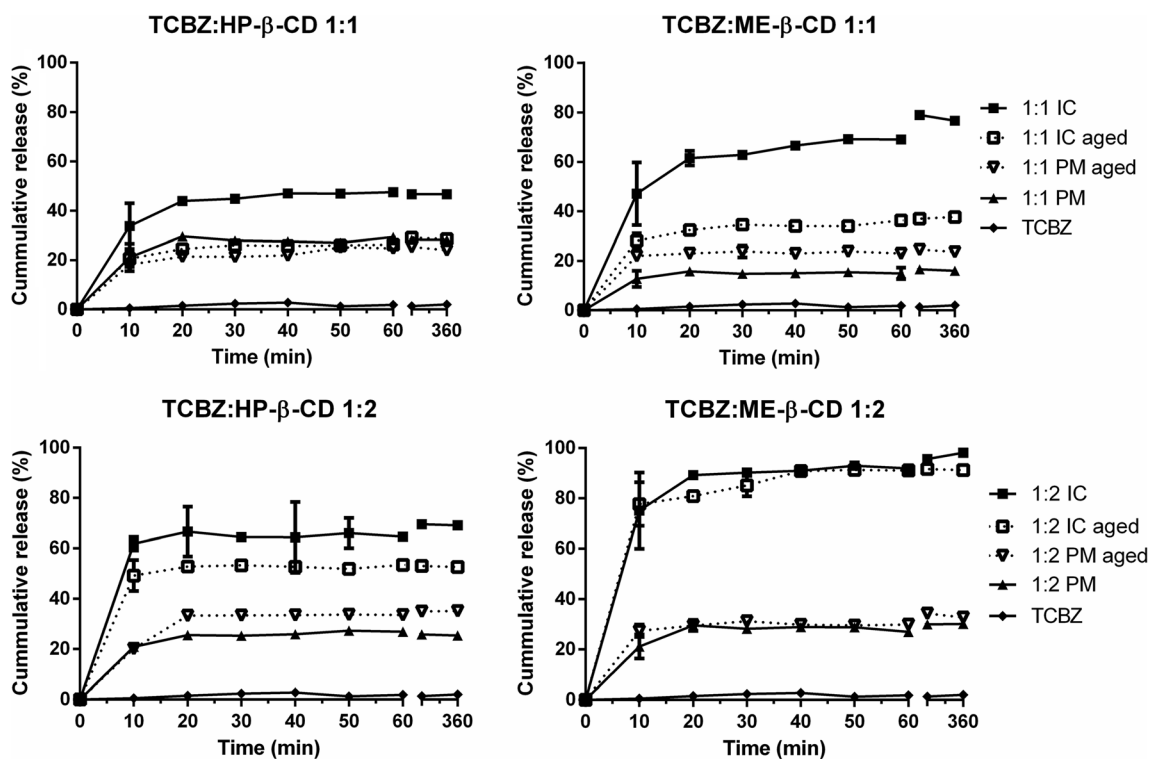 TCBZ:HP-β-CD 1:1
Cummulative release (%)
100
80
60
40
20
0
0 10 20 30 40 50 60 360
Time (min)
TCBZ:ME-β-CD 1:1
Cummulative release (%)
100
80
60
40
20
0
0 10 20 30 40 50 60 360
Time (min)
1:1 IC
1:1 IC aged
1:1 PM aged
1:1 PM
TCBZ
TCBZ:HP-β-CD 1:2
Cummulative release (%)
100
80
60
40
20
0
0 10 20 30 40 50 60 360
Time (min)
TCBZ:ME-β-CD 1:2
Cummulative release (%)
100
80
60
40
20
0
0 10 20 30 40 50 60 360
Time (min)
1:2 IC
1:2 IC aged
1:2 PM aged
1:2 PM
TCBZ